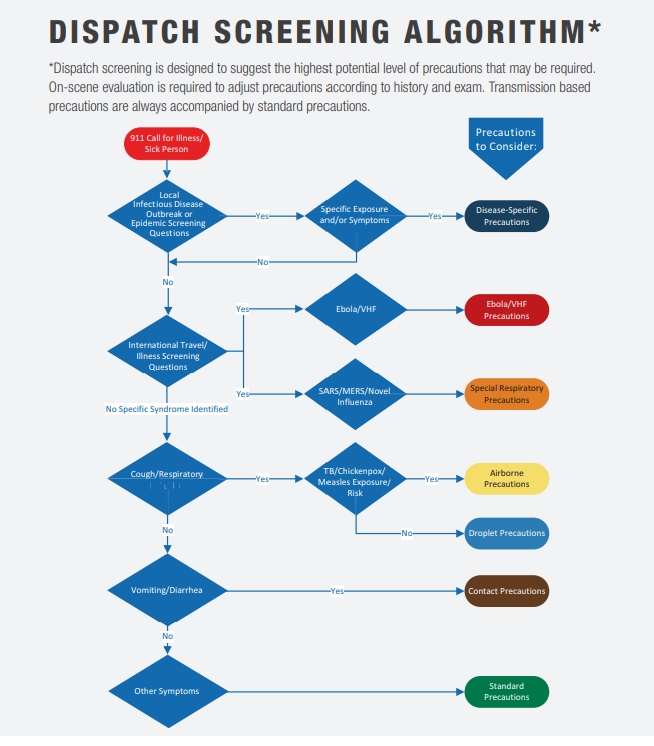 DISPATCH SCREENING ALGORITHM*
*Dispatch screening is designed to suggest the highest potential level of precautions that may be required.
On-scene evaluation is required to adjust precautions according to history and exam. Transmission based
precautions are always accompanied by standard precautions.
Precautions
to Consider:
911 Call for Illness/
Sick Person
Local
Infectious Disease
Outbreak or
Epidemic Screening
Questions
Yes
Specific Exposure
and/or Symptoms
Yes
Disease-Specific
Precautions
No
No
International Travel/
Illness Screening
Questions
Yes
Ebola/VHF
Ebola/VHF
Precautions
Yes
SARS/MERS/Novel
Influenza
Special Respiratory
Precautions
No Specific Syndrome Identified
Cough/Respiratory
Yes
TB/Chickenpox/
Measles Exposure/
Risk
Yes
Airborne
Precautions
No
Droplet Precautions
No
Vomiting/Diarrhea
Yes
Contact Precautions
No
Other Symptoms
Standard
Precautions